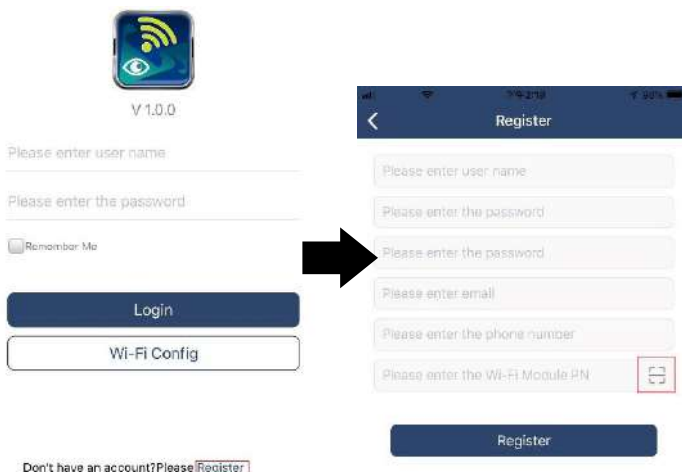 V 1.0.0
Please enter user name
Please enter the password
Remember Me
Login
Wi-Fi Config
Don't have an account?Please Register
Register
Please enter user name
Please enter the password
Please enter the password
Please enter email
Please enter the phone number
Please enter the Wi-Fi Module PN
Register